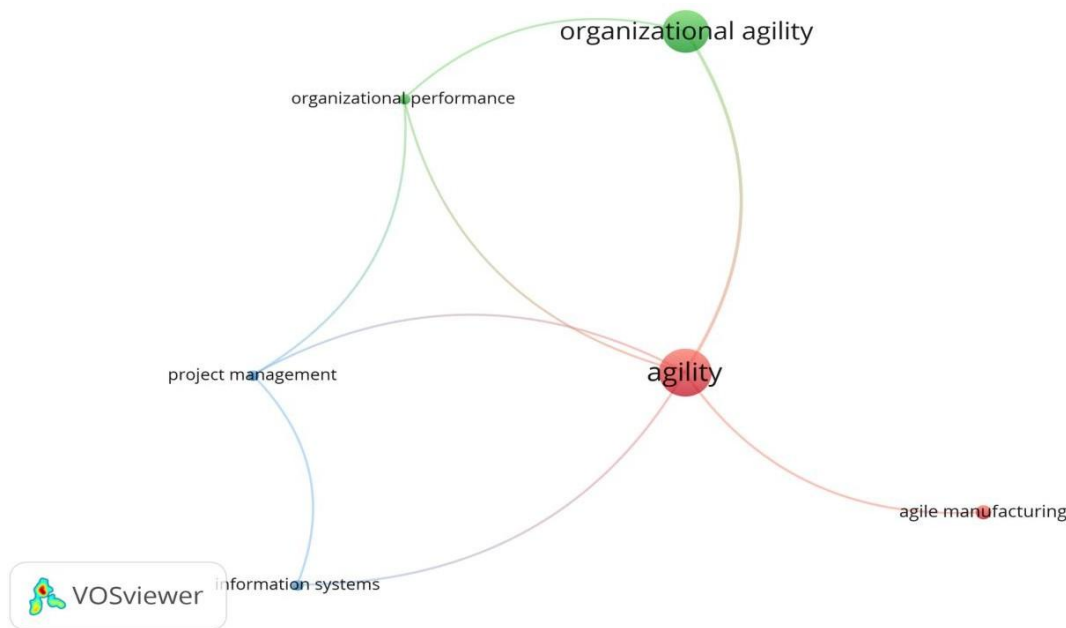 organizational agility
organizational performance
agility
project management
agile manufacturing
information systems
VOSviewer